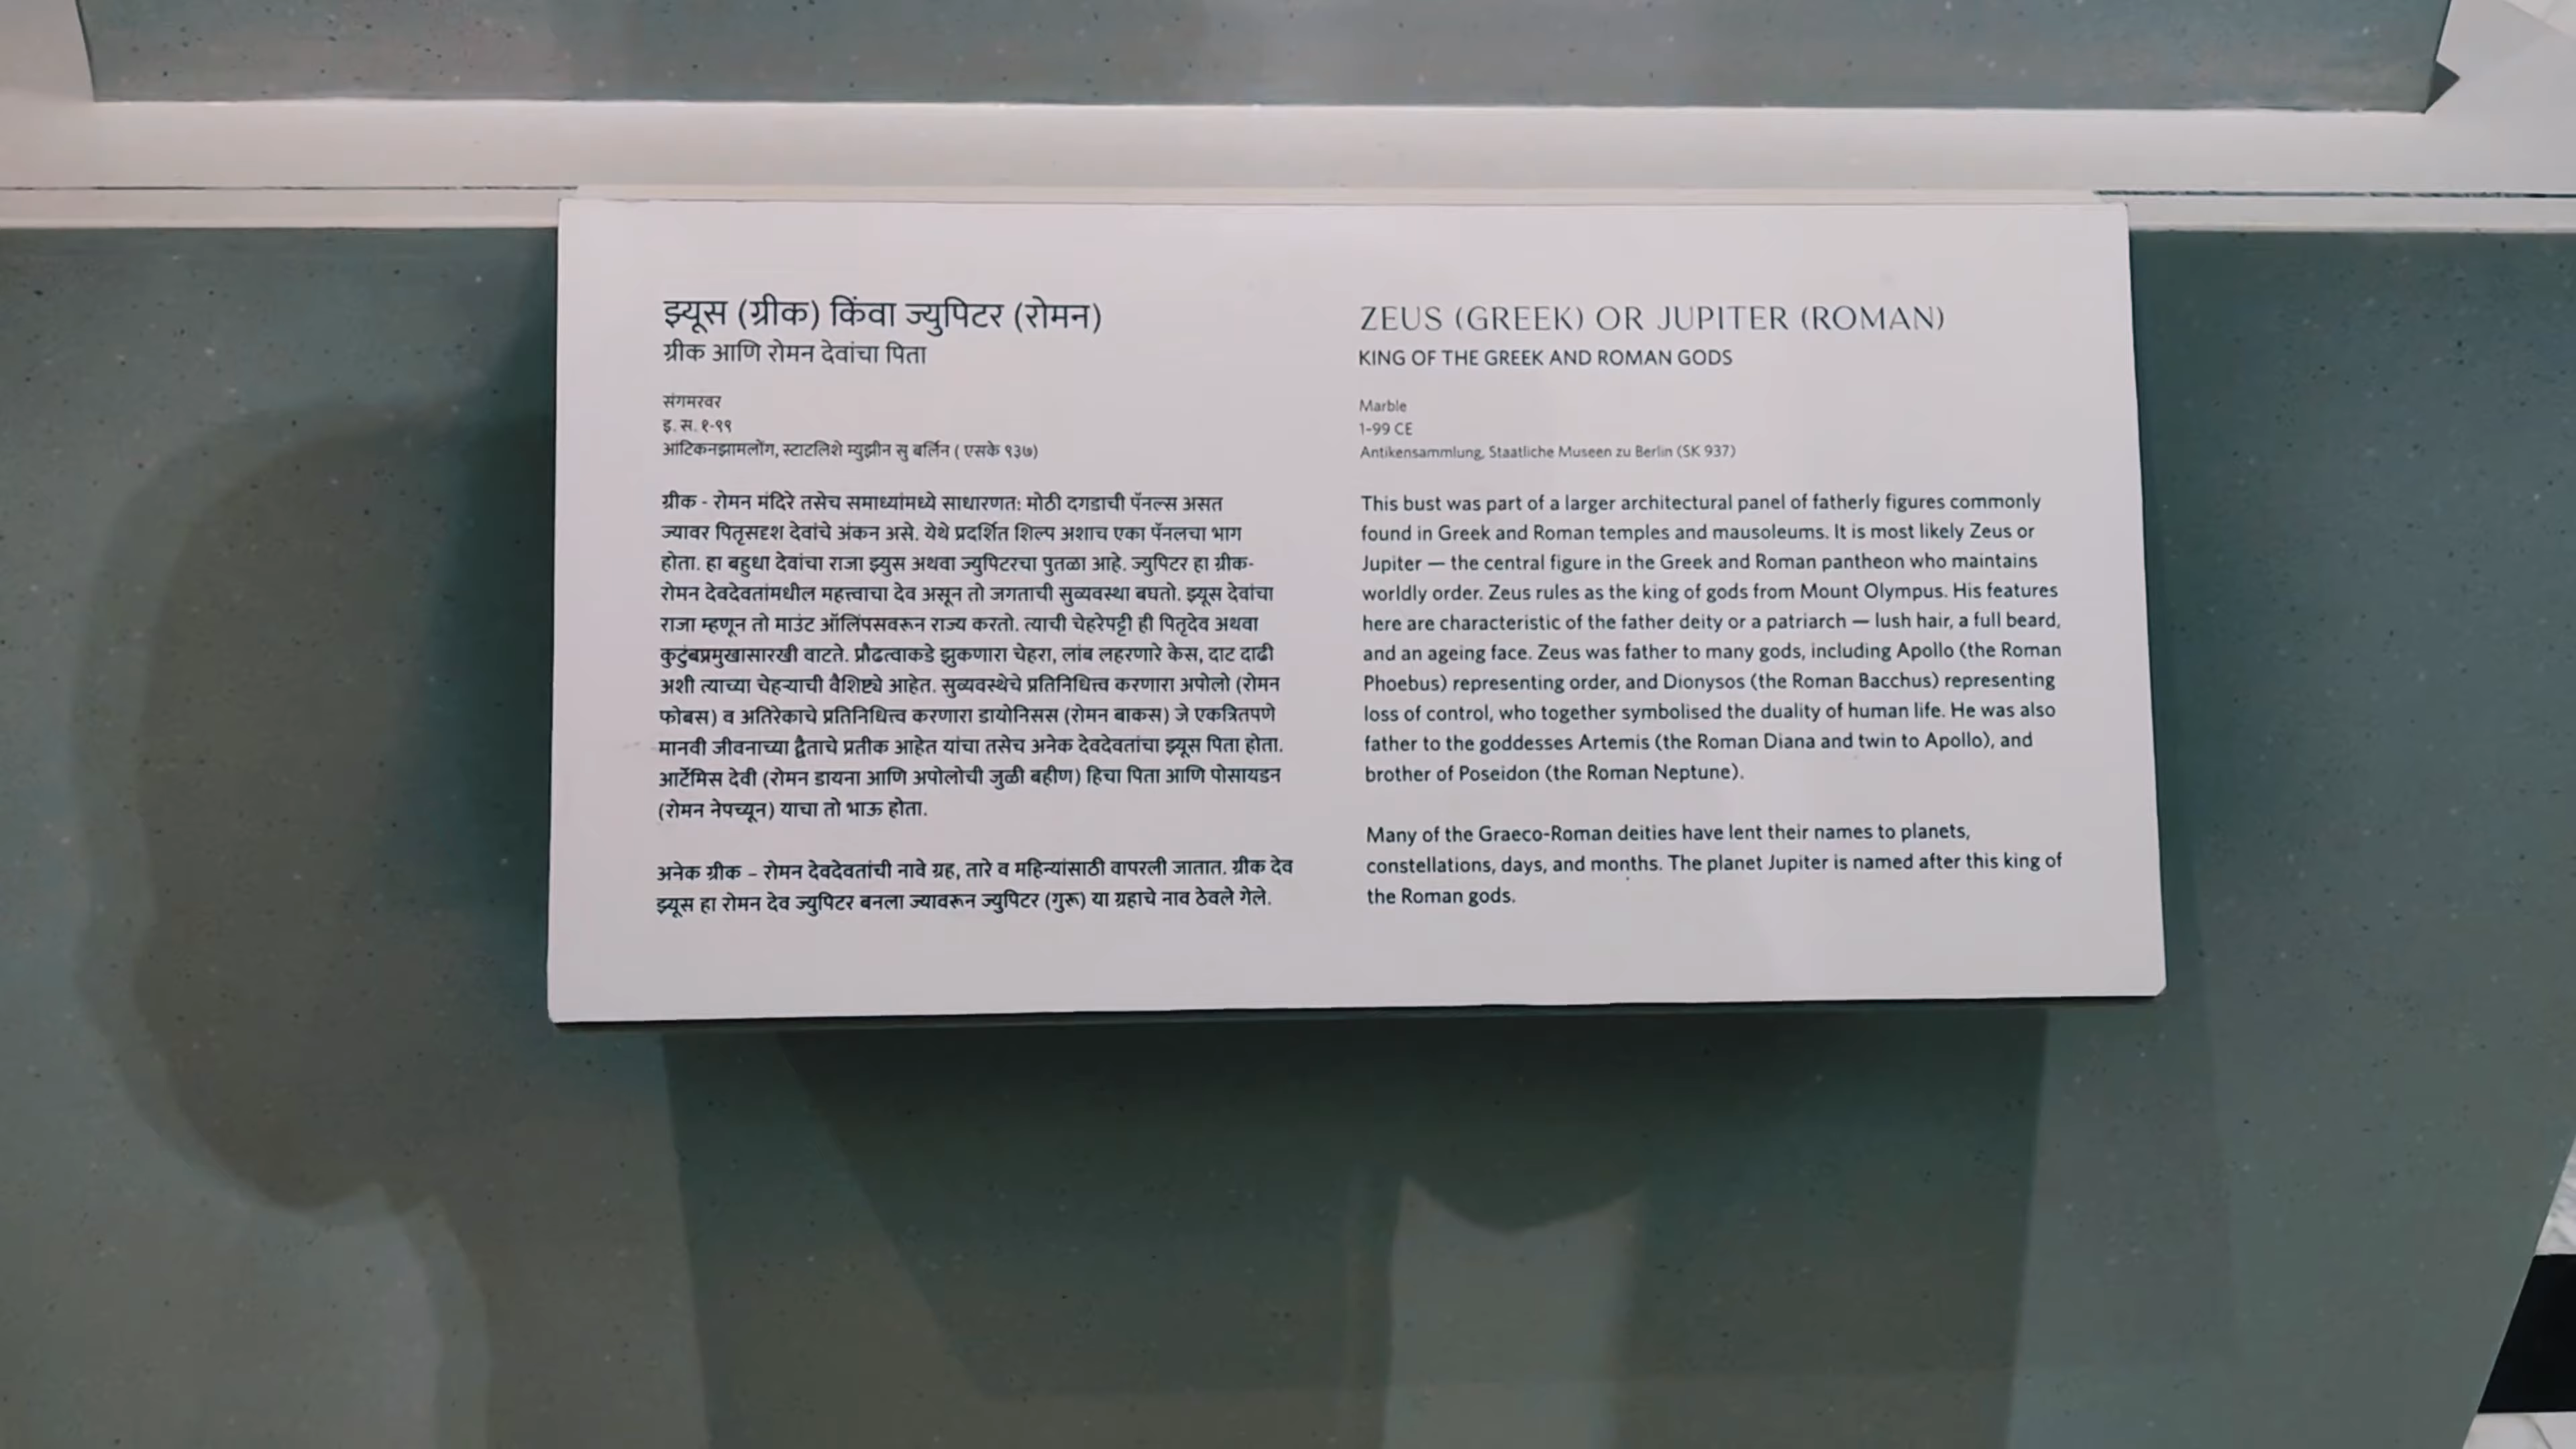 झ्यूस (ग्रीक) किंवा ज्युपिटर (रोमन)
ग्रीक आणि रोमन देवांचा पिता
संगमरवर
इ. स. १-९९
आंटिकनझामलोंग, स्टाटलिशे म्युझीन सु बर्लिन ( एसके ९३७)
ग्रीक - रोमन मंदिरे तसेच समाध्यांमध्ये साधारणत: मोठी दगडाची पॅनल्स असत
ज्यावर पितृसदृश देवांचे अंकन असे. येथे प्रदर्शित शिल्प अशाच एका पॅनलचा भाग
होता. हा बहुधा देवांचा राजा झ्युस अथवा ज्युपिटरचा पुतळा आहे. ज्युपिटर हा ग्रीक-
रोमन देवदेवतांमधील महत्त्वाचा देव असून तो जगताची सुव्यवस्था बघतो. झ्यूस देवांचा
राजा म्हणून तो माउंट ऑलिंपसवरून राज्य करतो. त्याची चेहरेपट्टी ही पितृदेव अथवा
कुटुंबप्रमुखासारखी वाटते. प्रौढत्वाकडे झुकणारा चेहरा, लांब लहरणारे केस, दाट दाढी
अशी त्याच्या चेहऱ्याची वैशिष्ट्ये आहेत. सुव्यवस्थेचे प्रतिनिधित्त्व करणारा अपोलो (रोमन
फोबस) व अतिरेकाचे प्रतिनिधित्त्व करणारा डायोनिसस (रोमन बाकस) जे एकत्रितपणे
मानवी जीवनाच्या द्वैताचे प्रतीक आहेत यांचा तसेच अनेक देवदेवतांचा झ्यूस पिता होता.
आर्टेमिस देवी (रोमन डायना आणि अपोलोची जुळी बहीण) हिचा पिता आणि पोसायडन
(रोमन नेपच्यून) याचा तो भाऊ होता.
अनेक ग्रीक – रोमन देवदेवतांची नावे ग्रह, तारे व महिन्यांसाठी वापरली जातात. ग्रीक देव
झ्यूस हा रोमन देव ज्युपिटर बनला ज्यावरून ज्युपिटर (गुरू) या ग्रहाचे नाव ठेवले गेले.
ZEUS (GREEK) OR JUPITER (ROMAN)
KING OF THE GREEK AND ROMAN GODS
Marble
1-99 CE
Antikensammlung, Staatliche Museen zu Berlin (SK 937)
This bust was part of a larger architectural panel of fatherly figures commonly
found in Greek and Roman temples and mausoleums. It is most likely Zeus or
Jupiter — the central figure in the Greek and Roman pantheon who maintains
worldly order. Zeus rules as the king of gods from Mount Olympus. His features
here are characteristic of the father deity or a patriarch — lush hair, a full beard,
and an ageing face. Zeus was father to many gods, including Apollo (the Roman
Phoebus) representing order, and Dionysos (the Roman Bacchus) representing
loss of control, who together symbolised the duality of human life. He was also
father to the goddesses Artemis (the Roman Diana and twin to Apollo), and
brother of Poseidon (the Roman Neptune).
Many of the Graeco-Roman deities have lent their names to planets,
constellations, days, and months. The planet Jupiter is named after this king of
the Roman gods.